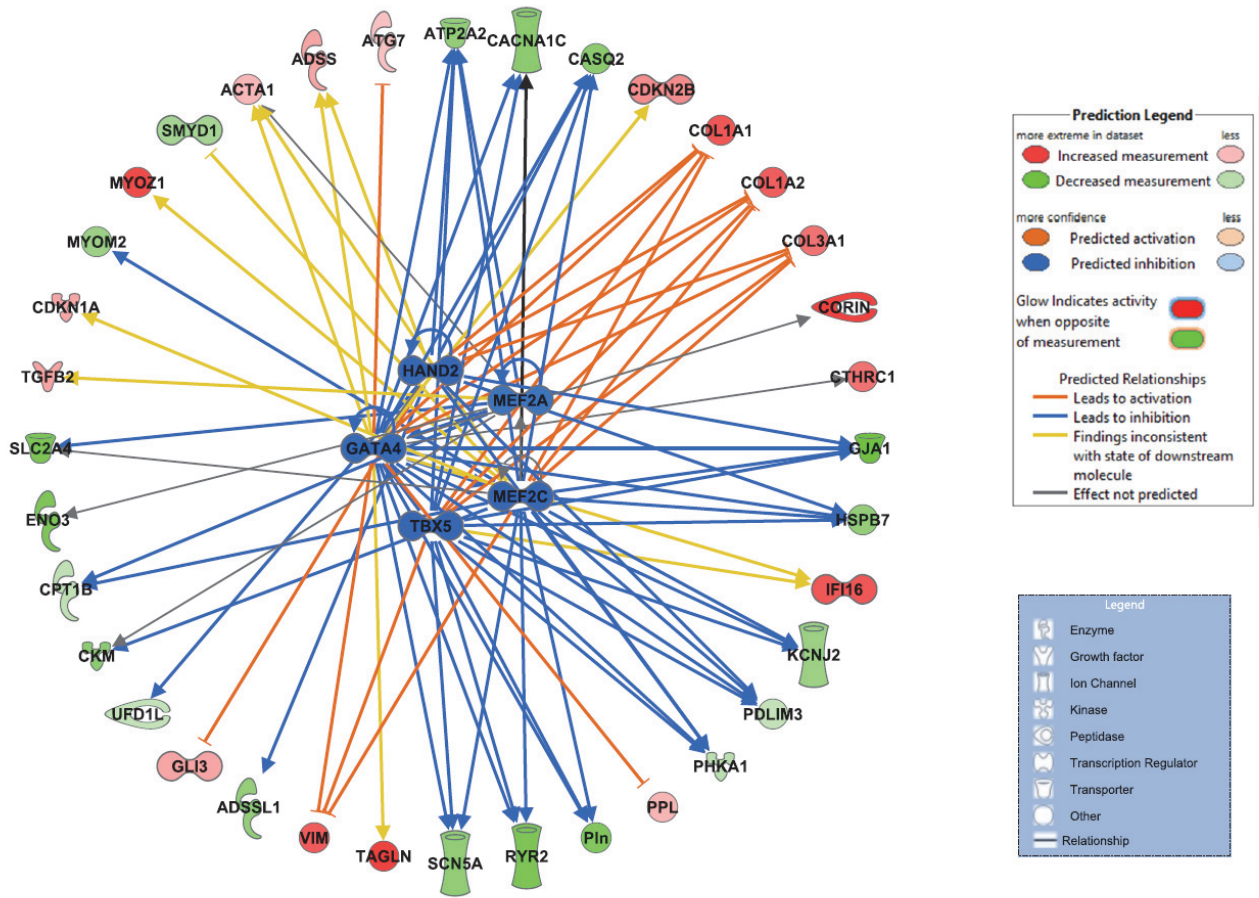 ATP2A2
CACNA1C
CASQ2
ATG7
ADSS
ACTA1
CDKN2B
SMYD1
COL1A1
MYOZ1
COL1A2
MYOM2
COL3A1
CDKN1A
CORIN
TGFB2
CTHRC1
HAND2
MEF2A
SLC2A4
GATA4
GJA1
MEF2C
ENO3
TBX5
HSPB7
CPT1B
IFI16
CKM
KCNJ2
UFD1L
PDLIM3
GLI3
PHKA1
ADSSL1
PPL
VIM
TAGLN
SCN5A
RYR2
Pln
Prediction Legend
more extreme in dataset less
Increased measurement
Decreased measurement
more confidence less
Predicted activation
Predicted inhibition
Glow Indicates activity
when opposite
of measurement
Predicted Relationships
Leads to activation
Leads to inhibition
Findings inconsistent
with state of downstream
molecule
Effect not predicted
Legend
Enzyme
Growth factor
Ion Channel
Kinase
Peptidase
Transcription Regulator
Transporter
Other
Relationship